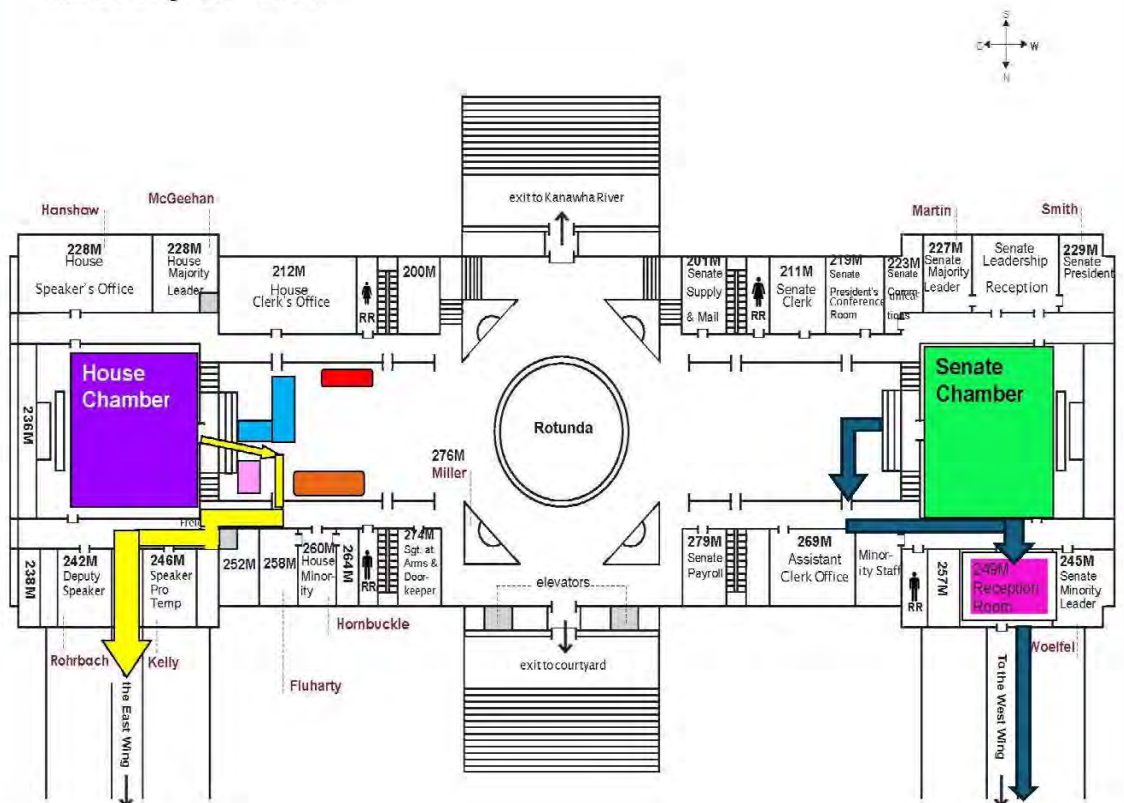 S
W
N
exit to Kanawha River
Hanshaw
McGeehan
Martin
Smith
228M
House
Speaker's Office
228M
House
Majority
Leader
212M
House
Clerk's Office
RR
200M
201M
Senate
Supply
& Mail
RR
211M
Senate
Clerk
219M
Senate
President's
Conference
Room
223M
Senate
227M
Senate
Majority
Leader
Senate
Leadership
Reception
229M
Senate
President
House
Chamber
Senate
Chamber
236M
Rotunda
276M
Miller
238M
242M
Deputy
Speaker
246M
Speaker
Pro
Temp
252M
258M
260M
House
Minor-
ity
264M
RR
274M
Sgt. at
Arms &
Door-
keeper
elevators
279M
Senate
Payroll
269M
Assistant
Clerk Office
Minor-
ity Staff
RR
257M
249M
Reception
Room
245M
Senate
Minority
Leader
Rohrbach
Kelly
Fluharty
Hornbuckle
exit to courtyard
Woelfel
the East Wing
To the West Wing